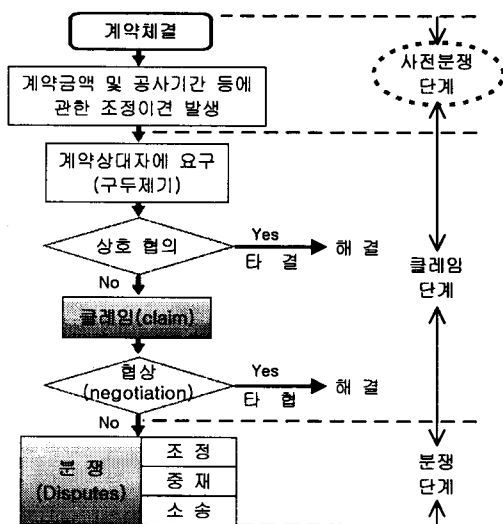 계약체결
계약금액 및 공사기간 등에
관한 조정이견 발생
사전분쟁
단계
계약상대자에 요구
(구두제기)
상호 협의
Yes
타 결
해 결
No
클레임(claim)
클레임
단계
협상
(negotiation)
Yes
타 협
해 결
No
분 쟁
(Disputes)
조 정
중 재
소 송
분쟁
단계